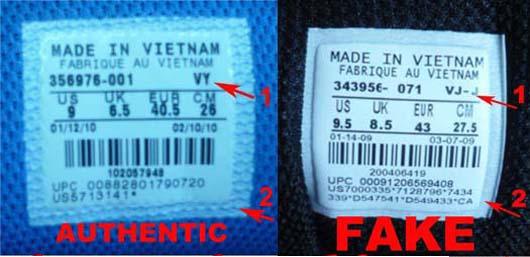 MADE IN VIETNAM
FABRIQUE AU VIETNAM
356976-001 VY
1
US UK EUR CM
9 6.5 40.5 26
01/12/10 02/10/10
102057948
UPC 00882801790720
US5713141*
2
AUTHENTIC
MADE IN VIETNAM
FABRIQUE AU VIETNAM
343956- 071 VJ-J
1
US UK EUR CM
9.5 8.5 43 27.5
01-14-09 03-07-09
200406419
UPC 00091206569408
US7000335*7128796*7434
339*D547541*D549433*CA
2
FAKE